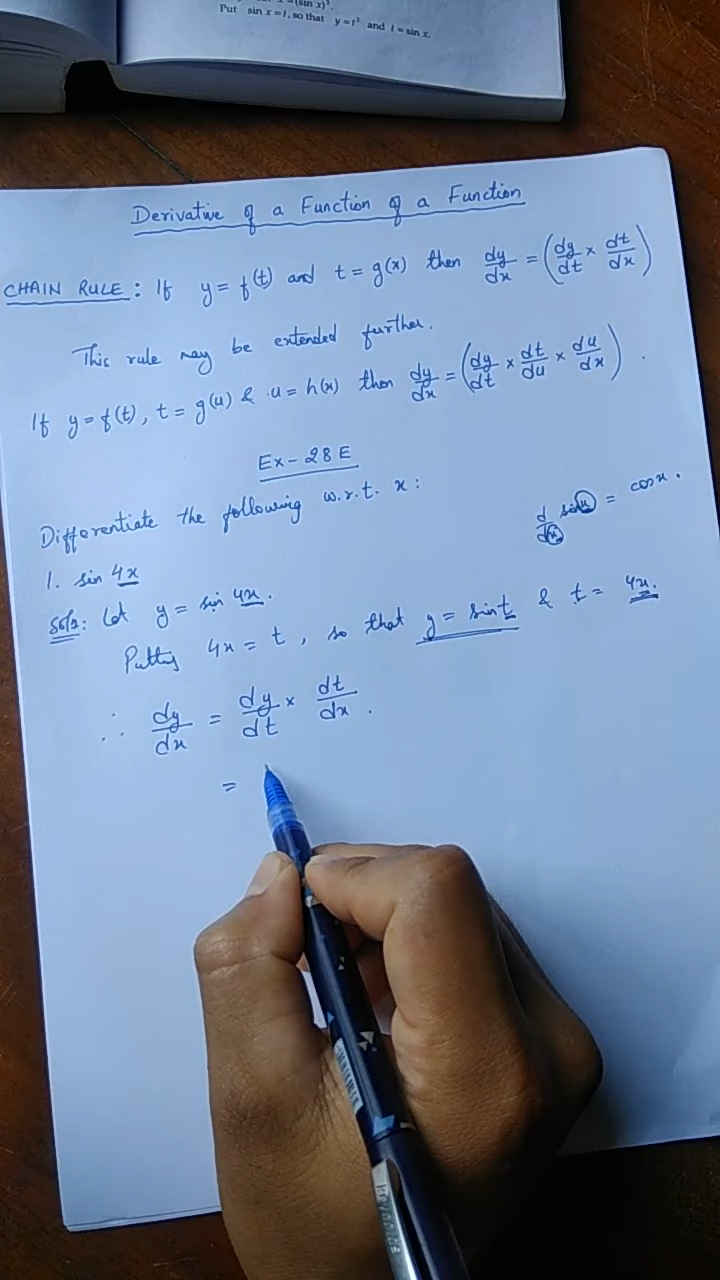 = (sin x)³.
Put sin x = t, so that y = t³ and t = sin x.
Derivative of a Function of a Function
CHAIN RULE : If y = f(t) and t = g(x) then dy/dx = (dy/dt × dt/dx)
This rule may be extended further.
If y = f(t), t = g(u) & u = h(x) then dy/dx = (dy/dt × dt/du × du/dx).
Ex - 28 E
Differentiate the following w.r.t. x :
d/dx sin x = cos x.
1. sin 4x
Soln: Let y = sin 4x.
Putting 4x = t, so that y = sin t & t = 4x.
∴ dy/dx = dy/dt × dt/dx.
=
Reynolds